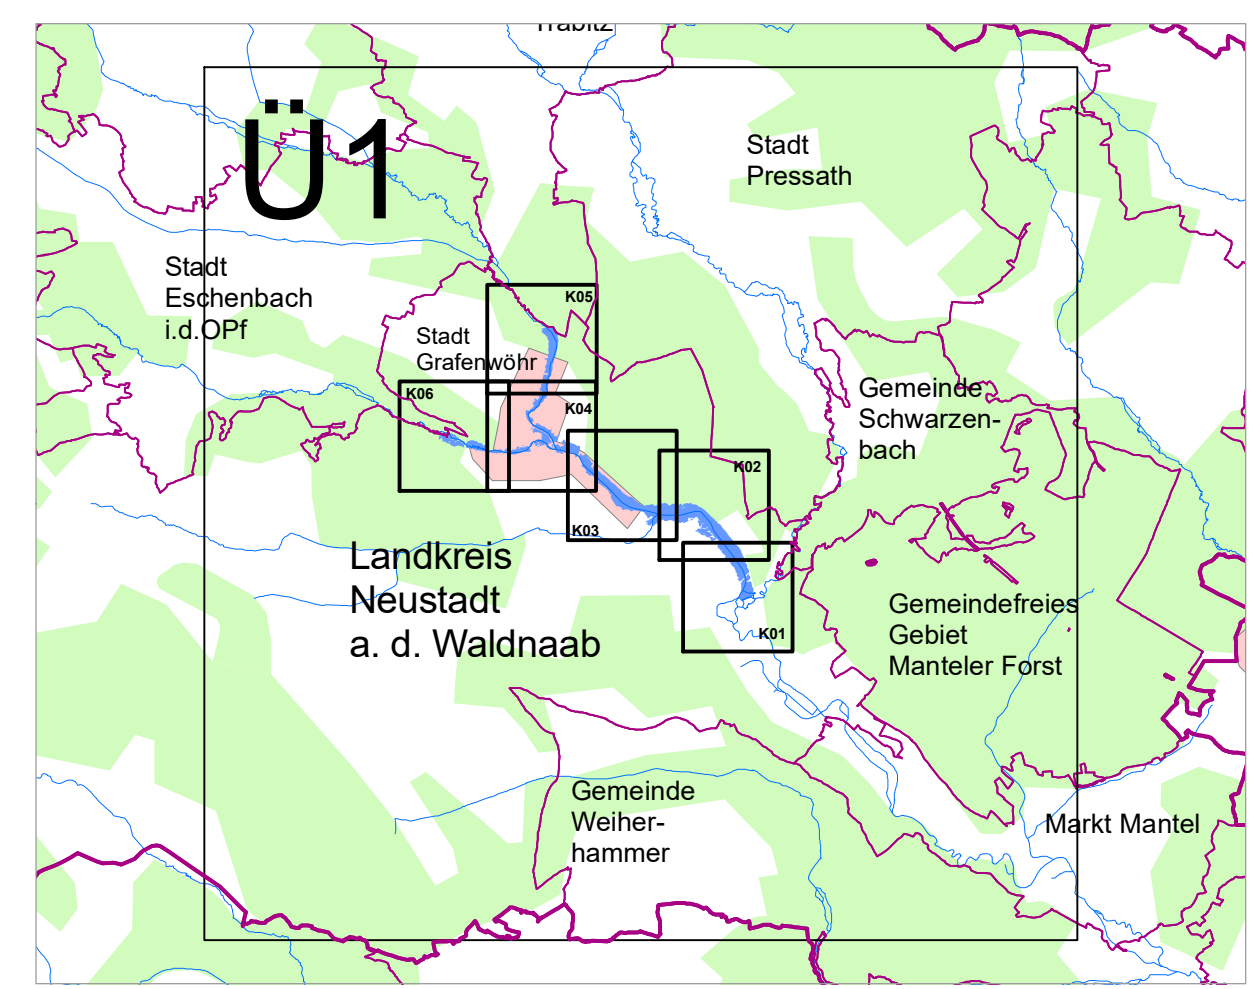 Trabitz
Ü1
Stadt
Pressath
Stadt
Eschenbach
i.d.OPf
K05
Stadt
Grafenwöhr
K06
K04
Gemeinde
Schwarzen-
bach
K02
K03
Landkreis
Neustadt
a. d. Waldnaab
Gemeindefreies
Gebiet
Manteler Forst
K01
Gemeinde
Weiher-
hammer
Markt Mantel